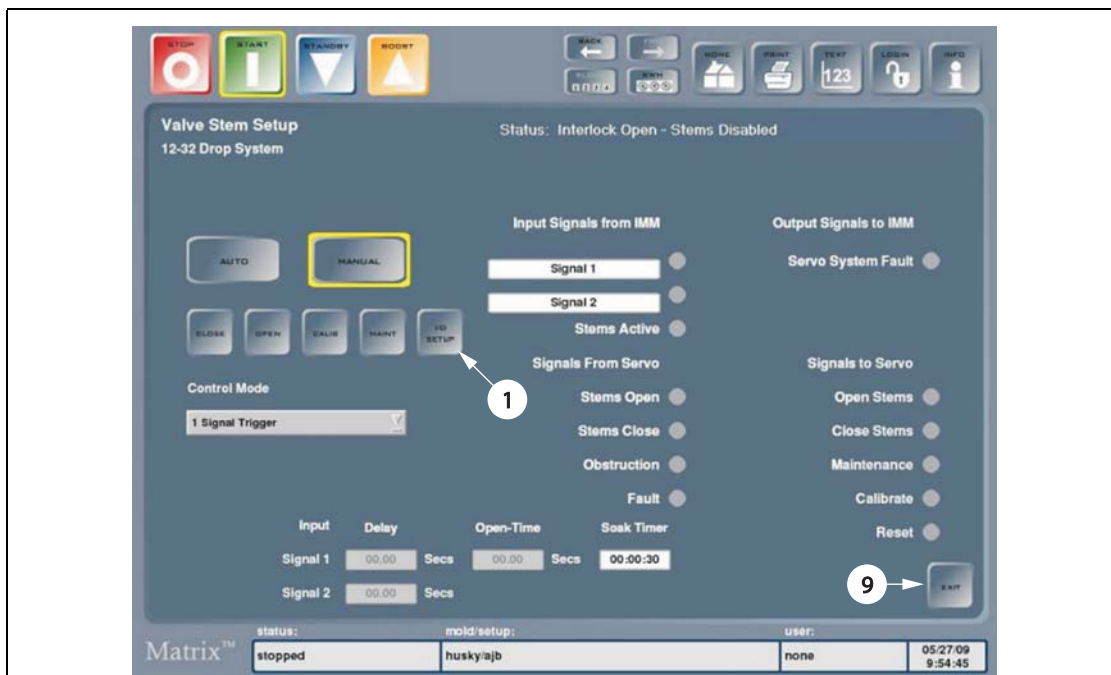 STOP START STANDBY BOOST
BACK
HOME PRINT TEXT LOGIN INFO
123
KWH
Valve Stem Setup
Status: Interlock Open - Stems Disabled
12-32 Drop System
Input Signals from IMM
Output Signals to IMM
AUTO
MANUAL
Signal 1
Servo System Fault
Signal 2
Stems Active
CLOSE OPEN CALIB MAINT I/O SETUP
Signals From Servo
Signals to Servo
Control Mode
1
Stems Open
Open Stems
1 Signal Trigger
Stems Close
Close Stems
Obstruction
Maintenance
Fault
Calibrate
Input Delay Open-Time Soak Timer
Reset
Signal 1 00.00 Secs 00.00 Secs 00:00:30
Signal 2 00.00 Secs
9
EXIT
status: mold/setup: user:
Matrix™ stopped husky/ajb none 05/27/09
9:54:45